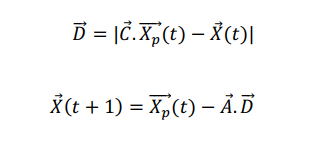 D⃗ = |C⃗.X⃗ₚ(t) − X⃗(t)|
X⃗(t + 1) = X⃗ₚ(t) − A⃗.D⃗